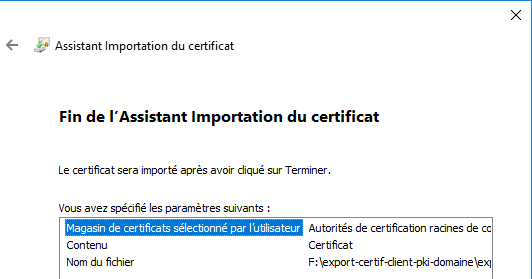 Assistant Importation du certificat
Fin de l’Assistant Importation du certificat
Le certificat sera importé après avoir cliqué sur Terminer.
Vous avez spécifié les paramètres suivants :
Magasin de certificats sélectionné par l’utilisateur Autorités de certification racines de co
Contenu Certificat
Nom du fichier F:\export-certif-client-pki-domaine\exp